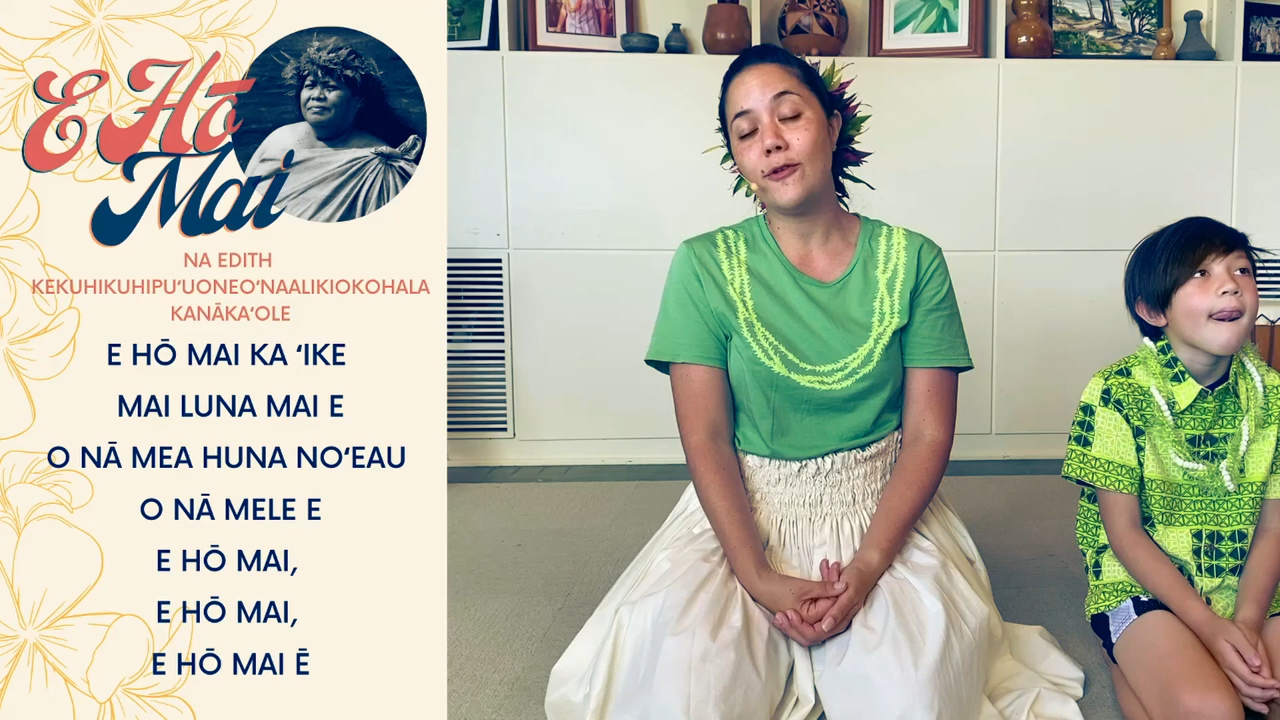 E Hō
Mai
NA EDITH
KEKUHIKUHIPUʻUONEOʻNAALIKIOKOHALA
KANĀKAʻOLE
E HŌ MAI KA ʻIKE
MAI LUNA MAI E
O NĀ MEA HUNA NOʻEAU
O NĀ MELE E
E HŌ MAI,
E HŌ MAI,
E HŌ MAI Ē